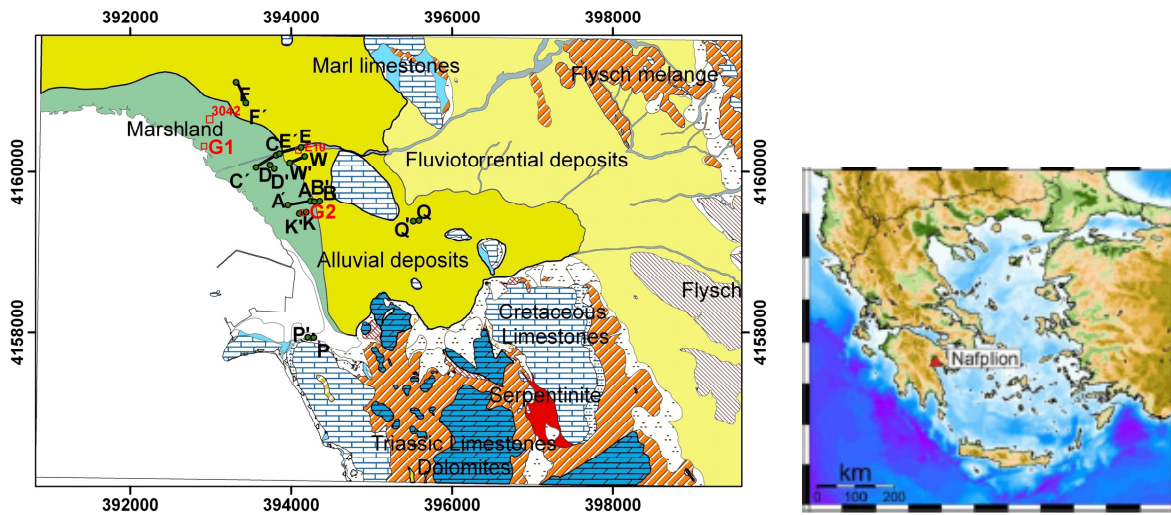 392000
394000
396000
398000
Marl limestones
Flysch melange
F
F´
3042
Marshland
G1
C
E´
E
E10
W
W'
C´
D
D'
Fluviotorrential deposits
4160000
4160000
A´
A
B'
B
G2
K'
K
Q
Q'
Alluvial deposits
Flysch
Cretaceous
Limestones
4158000
4158000
P'
P
Serpentinite
Triassic Limestones
Dolomites
392000
394000
396000
398000
Nafplion
km
0 100 200